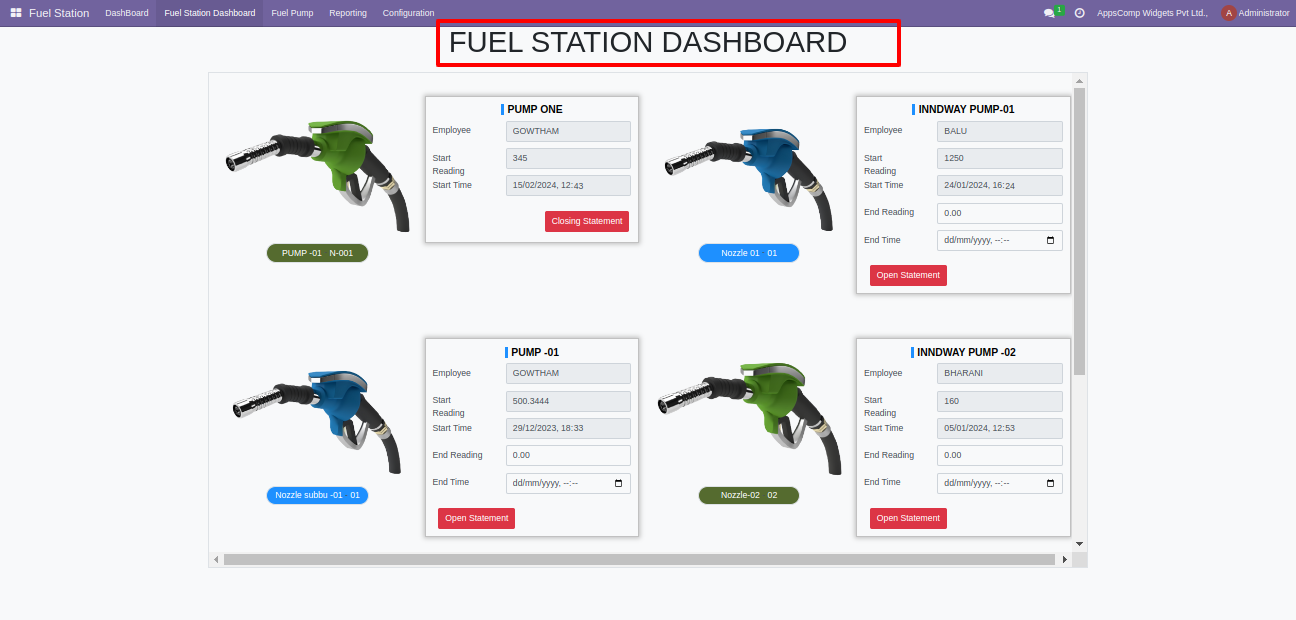 Fuel Station DashBoard Fuel Station Dashboard Fuel Pump Reporting Configuration 1 AppsComp Widgets Pvt Ltd., A Administrator
FUEL STATION DASHBOARD
PUMP ONE
Employee GOWTHAM
Start Reading 345
Start Time 15/02/2024, 12:43
Closing Statement
PUMP -01 N-001
INNDWAY PUMP-01
Employee BALU
Start Reading 1250
Start Time 24/01/2024, 16:24
End Reading 0.00
End Time dd/mm/yyyy, --:--
Open Statement
Nozzle 01 01
PUMP -01
Employee GOWTHAM
Start Reading 500.3444
Start Time 29/12/2023, 18:33
End Reading 0.00
End Time dd/mm/yyyy, --:--
Open Statement
Nozzle subbu -01 01
INNDWAY PUMP -02
Employee BHARANI
Start Reading 160
Start Time 05/01/2024, 12:53
End Reading 0.00
End Time dd/mm/yyyy, --:--
Open Statement
Nozzle-02 02